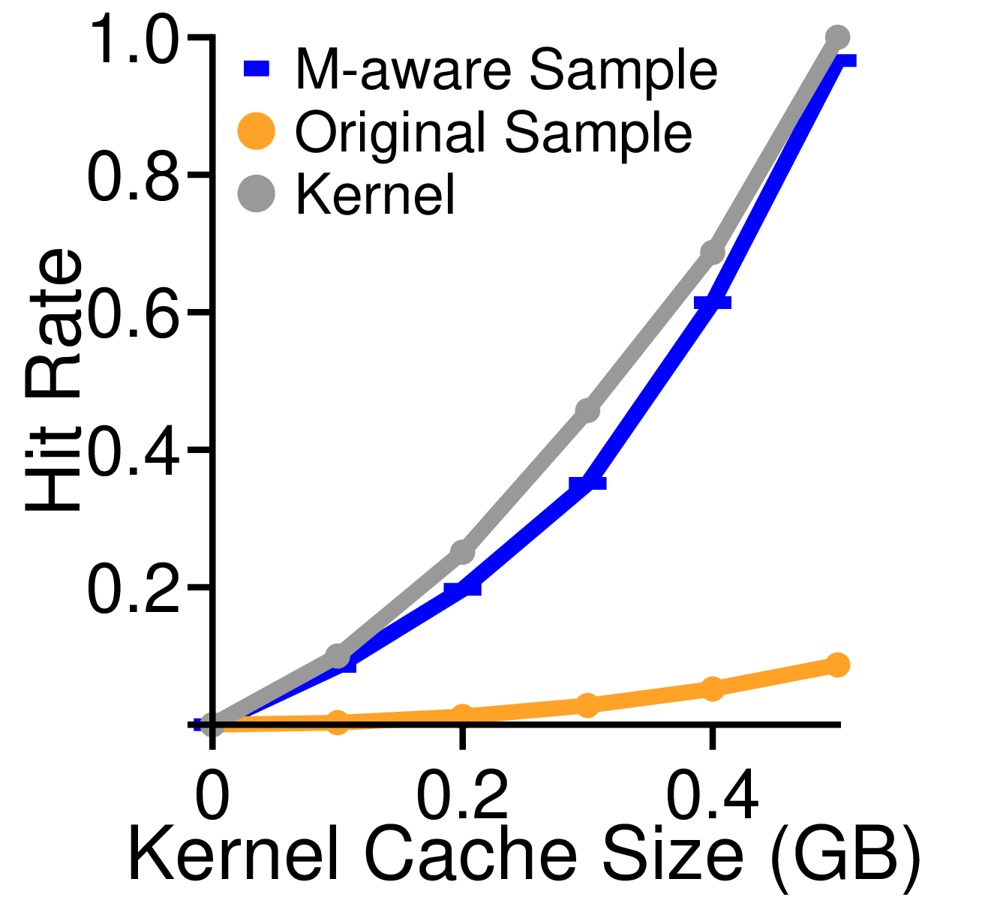 1.0
0.8
0.6
0.4
0.2
Hit Rate
M-aware Sample
Original Sample
Kernel
0 0.2 0.4
Kernel Cache Size (GB)